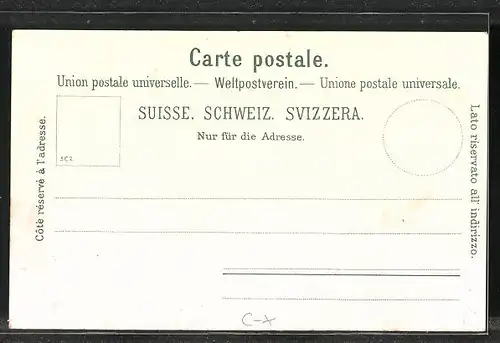 Carte postale.
Union postale universelle. — Weltpostverein. — Unione postale universale.
SUISSE. SCHWEIZ. SVIZZERA.
Nur für die Adresse.
Côté réservé à l'adresse.
Lato riservato all' indirizzo.
C-x